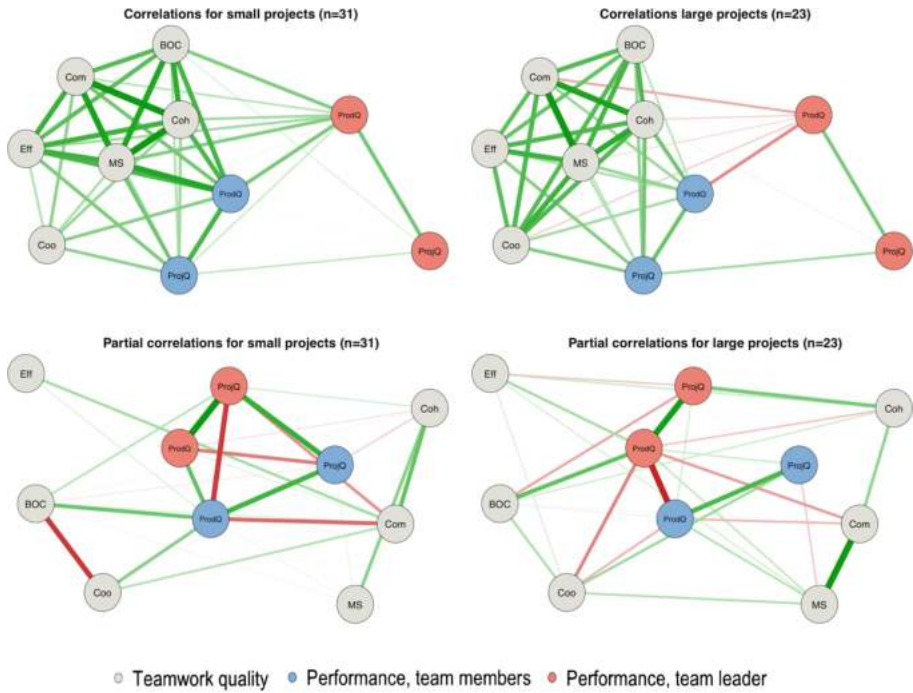 Correlations for small projects (n=31)
Correlations large projects (n=23)
BOC
Com
Coh
ProdQ
Eff
MS
ProdQ
Coo
ProjQ
ProjQ
BOC
Com
Coh
ProdQ
Eff
MS
ProdQ
Coo
ProjQ
ProjQ
Partial correlations for small projects (n=31)
Partial correlations for large projects (n=23)
Eff
ProjQ
Coh
ProdQ
ProjQ
BOC
ProdQ
Com
Coo
MS
Eff
ProjQ
Coh
ProdQ
ProjQ
BOC
ProdQ
Com
Coo
MS
Teamwork quality
Performance, team members
Performance, team leader